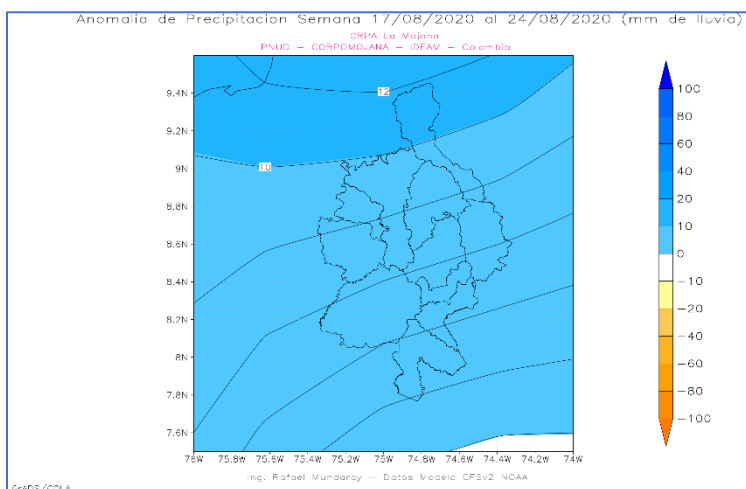 Anomalia de Precipitacion Semana 17/08/2020 al 24/08/2020 (mm de lluvia)
CRPA La Mojana
PNUD – CORPOMOJANA – IDEAM – Colombia
12
10
9.4N
9.2N
9N
8.8N
8.6N
8.4N
8.2N
8N
7.8N
7.6N
76W 75.8W 75.6W 75.4W 75.2W 75W 74.8W 74.6W 74.4W 74.2W 74W
100
80
60
40
20
10
0
−10
−20
−40
−60
−80
−100
Ing. Rafael Mundaray – Datos Modelo CFSv2 NOAA
GrADS/COLA